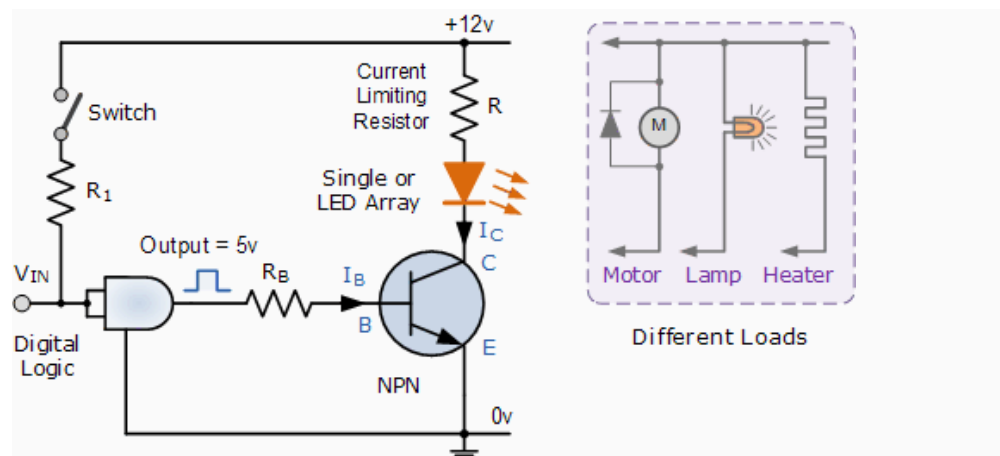 +12v
Current
Limiting
Resistor
R
Switch
R1
Single or
LED Array
IC
C
Output = 5v
VIN
RB
IB
B
E
Digital
Logic
NPN
0v
M
Motor
Lamp
Heater
Different Loads